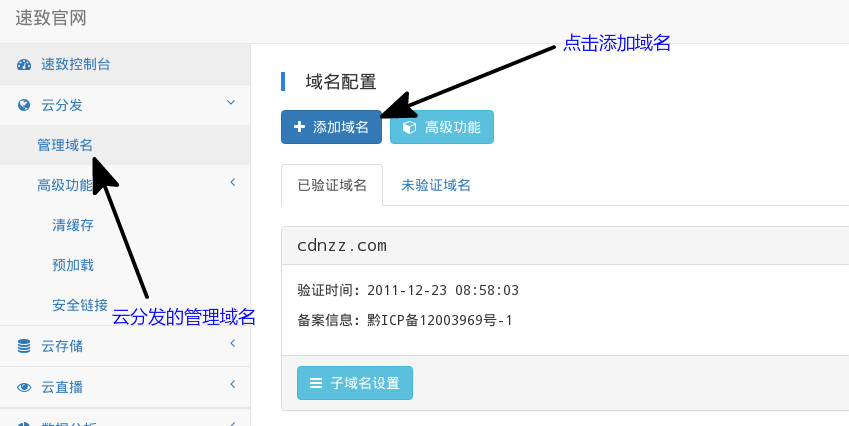 速致官网
速致控制台
云分发
管理域名
高级功能
清缓存
预加载
安全链接
云存储
云直播
数据分析
域名配置
添加域名
高级功能
点击添加域名
已验证域名
未验证域名
cdnzz.com
验证时间：2011-12-23 08:58:03
备案信息：黔ICP备12003969号-1
子域名设置
云分发的管理域名